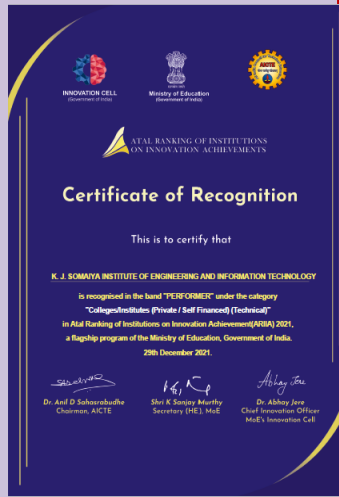 INNOVATION CELL
(Government of India)
Ministry of Education
(Government of India)
AICTE
ATAL RANKING OF INSTITUTIONS
ON INNOVATION ACHIEVEMENTS
Certificate of Recognition
This is to certify that
K. J. SOMAIYA INSTITUTE OF ENGINEERING AND INFORMATION TECHNOLOGY
is recognised in the band "PERFORMER" under the category
"Colleges/Institutes (Private / Self Financed) (Technical)"
in Atal Ranking of Institutions on Innovation Achievement(ARIIA) 2021,
a flagship program of the Ministry of Education, Government of India.
29th December 2021.
Abhay Jere
Dr. Anil D Sahasrabudhe
Chairman, AICTE
Shri K Sanjay Murthy
Secretary (HE), MoE
Dr. Abhay Jere
Chief Innovation Officer
MoE's Innovation Cell